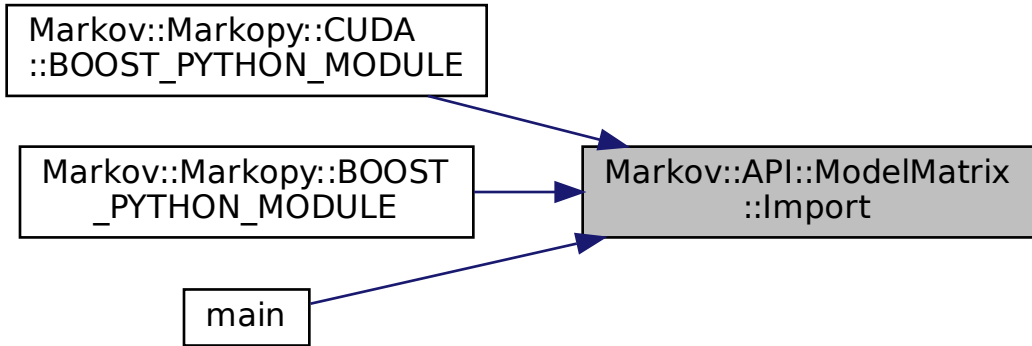 Markov::Markopy::CUDA
::BOOST_PYTHON_MODULE
Markov::Markopy::BOOST
_PYTHON_MODULE
main
Markov::API::ModelMatrix
::Import